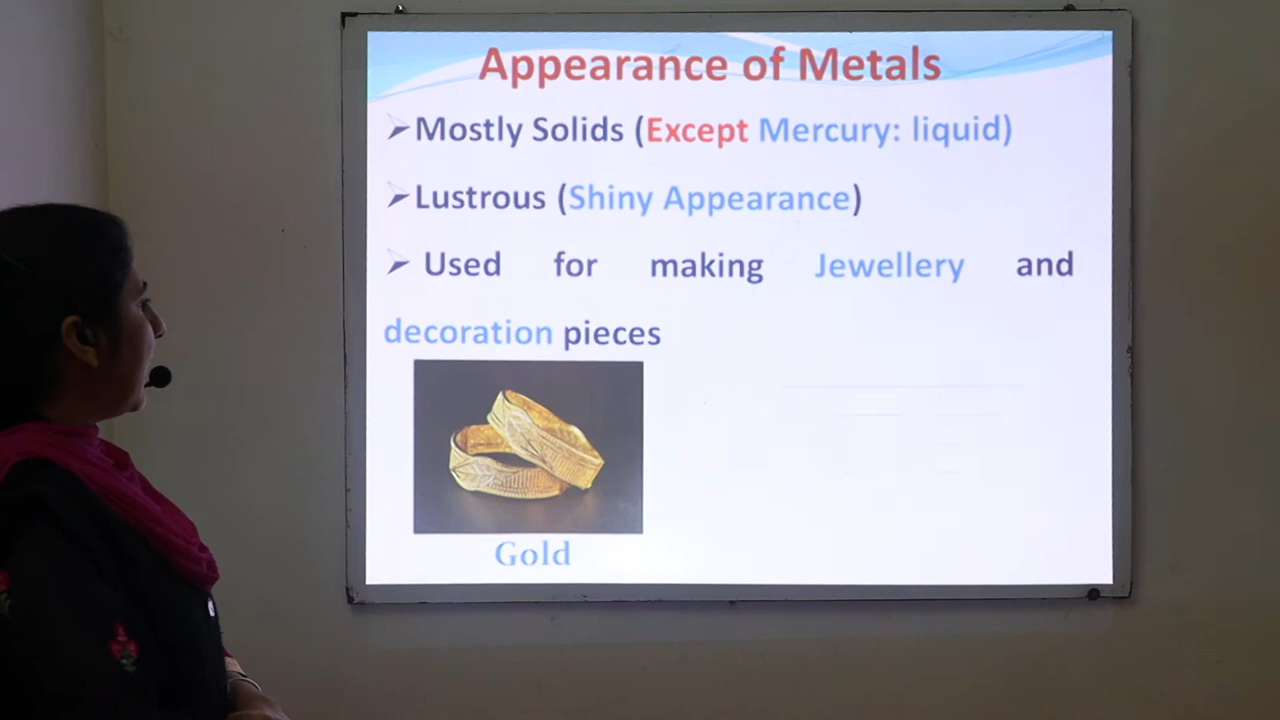 Appearance of Metals
➢Mostly Solids (Except Mercury: liquid)
➢Lustrous (Shiny Appearance)
➢ Used for making Jewellery and
decoration pieces
Gold